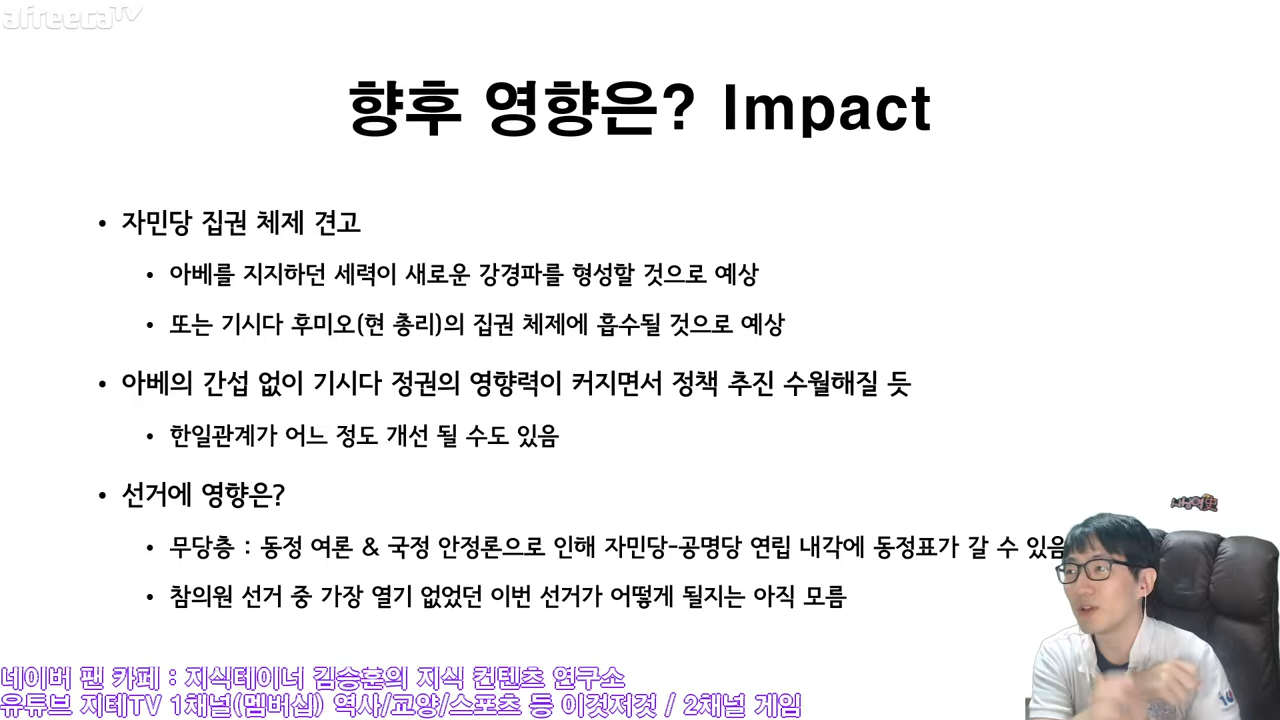 afreecaTV
향후 영향은? Impact
• 자민당 집권 체제 견고
• 아베를 지지하던 세력이 새로운 강경파를 형성할 것으로 예상
• 또는 기시다 후미오(현 총리)의 집권 체제에 흡수될 것으로 예상
• 아베의 간섭 없이 기시다 정권의 영향력이 커지면서 정책 추진 수월해질 듯
• 한일관계가 어느 정도 개선 될 수도 있음
• 선거에 영향은?
• 무당층 : 동정 여론 & 국정 안정론으로 인해 자민당-공명당 연립 내각에 동정표가 갈 수 있음
• 참의원 선거 중 가장 열기 없었던 이번 선거가 어떻게 될지는 아직 모름
네이버 팬 카페 : 지식테이너 김승훈의 지식 컨텐츠 연구소
유튜브 지테TV 1채널(멤버십) 역사/교양/스포츠 등 이것저것 / 2채널 게임